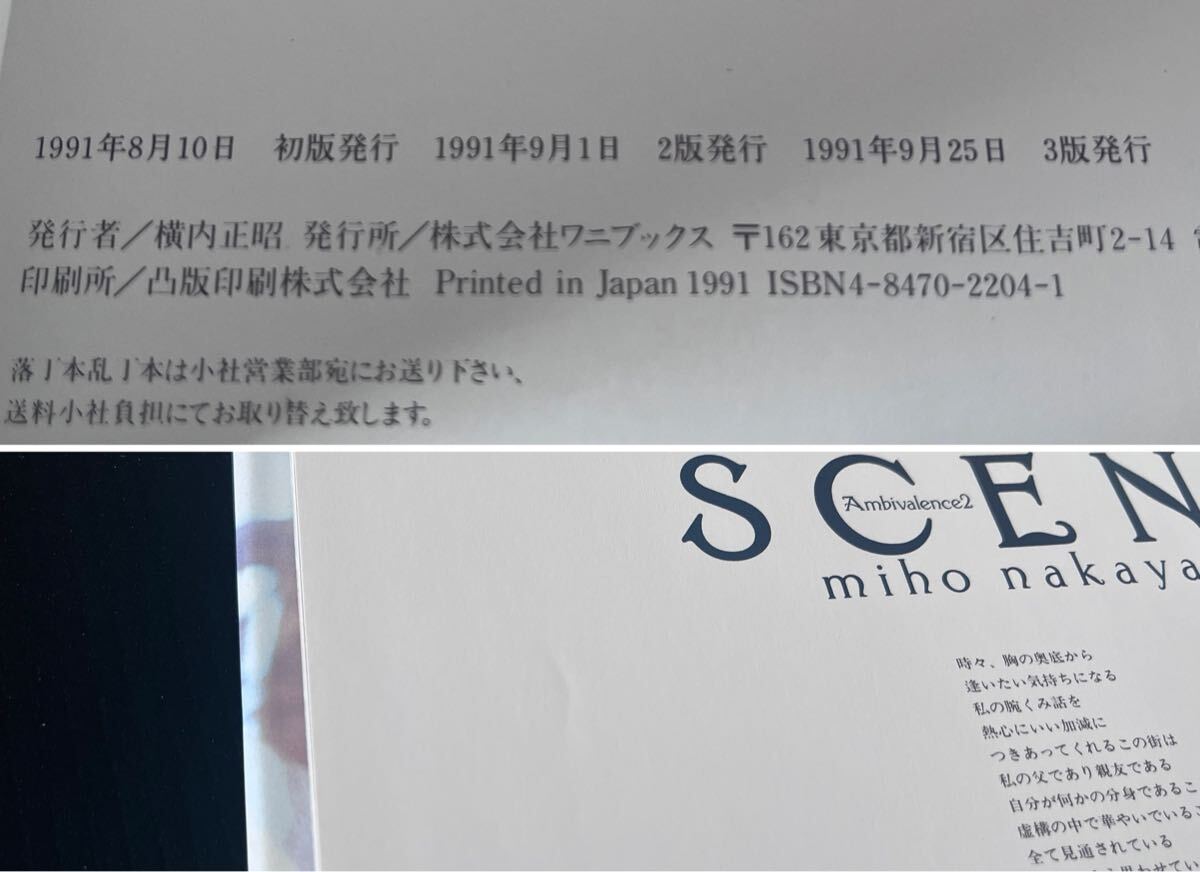 1991年8月10日 初版発行 1991年9月1日 2版発行 1991年9月25日 3版発行
発行者/横内正昭 発行所/株式会社ワニブックス 〒162 東京都新宿区住吉町2-14
印刷所/凸版印刷株式会社 Printed in Japan 1991 ISBN4-8470-2204-1
落丁本乱丁本は小社営業部宛にお送り下さい、
送料小社負担にてお取り替え致します。
SCEN
Ambivalence2
miho nakaya
時々、胸の奥底から
逢いたい気持ちになる
私の腕くみ話を
熱心にいい加減に
つきあってくれるこの街は
私の父であり親友である
自分が何かの分身であるこ
虚構の中で華やいでいるこ
全て見通されている